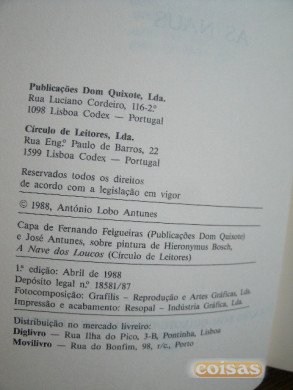 AS NAUS
Publicações Dom Quixote, Lda.
Rua Luciano Cordeiro, 116-2.º
1098 Lisboa Codex — Portugal
Círculo de Leitores, Lda.
Rua Eng.º Paulo de Barros, 22
1599 Lisboa Codex — Portugal
Reservados todos os direitos
de acordo com a legislação em vigor
© 1988, António Lobo Antunes
Capa de Fernando Felgueiras (Publicações Dom Quixote)
e José Antunes, sobre pintura de Hieronymus Bosch,
A Nave dos Loucos (Círculo de Leitores)
1.ª edição: Abril de 1988
Depósito legal n.º 18581/87
Fotocomposição: Grafilis — Reprodução e Artes Gráficas, Lda.
Impressão e acabamento: Resopal — Indústria Gráfica, Lda.
Distribuição no mercado livreiro:
Diglivro — Rua Ilha do Pico, 3-B, Pontinha, Lisboa
Movilivro — Rua do Bonfim, 98, r/c, Porto
coisas